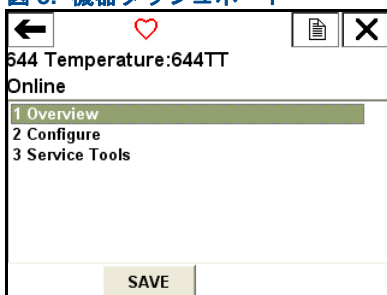 644 Temperature:644TT
Online
1 Overview
2 Configure
3 Service Tools
SAVE